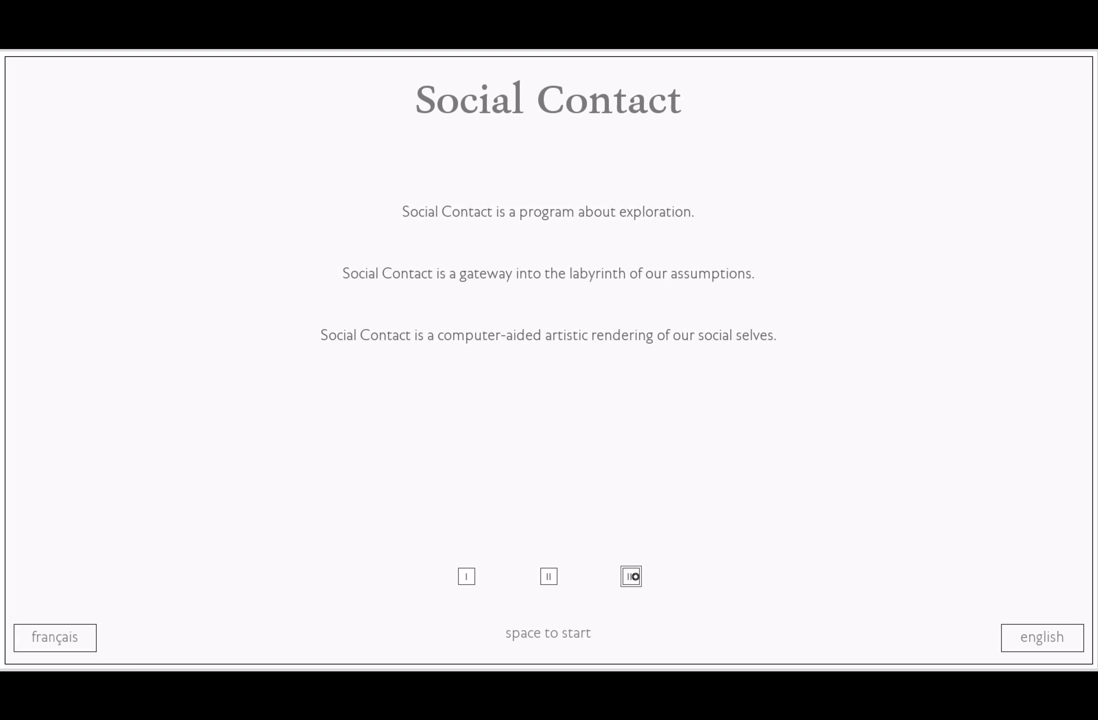 Social Contact
Social Contact is a program about exploration.
Social Contact is a gateway into the labyrinth of our assumptions.
Social Contact is a computer-aided artistic rendering of our social selves.
I II
space to start
français english